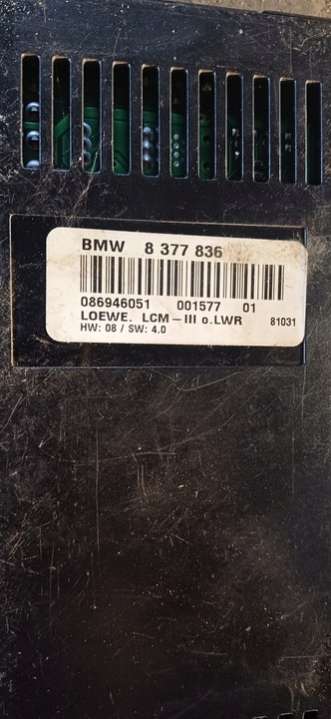 BMW 8 377 836
086946051 001577 01
LOEWE. LCM-III o.LWR 81031
HW: 08 / SW: 4.0